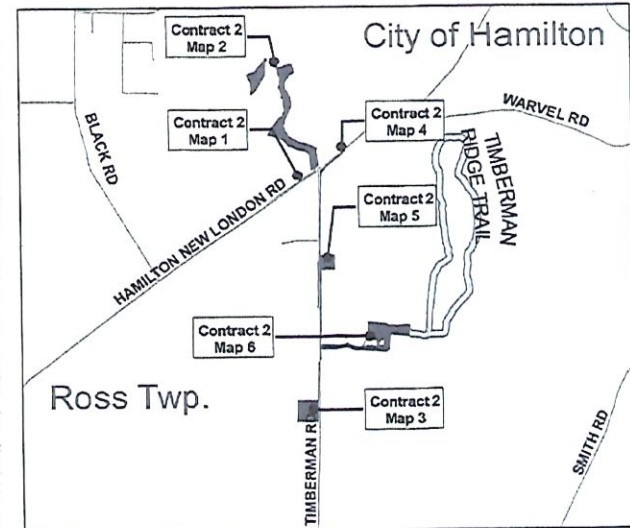 City of Hamilton
Contract 2
Map 2
WARVEL RD
Contract 2
Map 4
Contract 2
Map 1
BLACK RD
TIMBERMAN
RIDGE TRAIL
HAMILTON NEW LONDON RD
Contract 2
Map 5
Contract 2
Map 6
Ross Twp.
Contract 2
Map 3
TIMBERMAN RD
SMITH RD